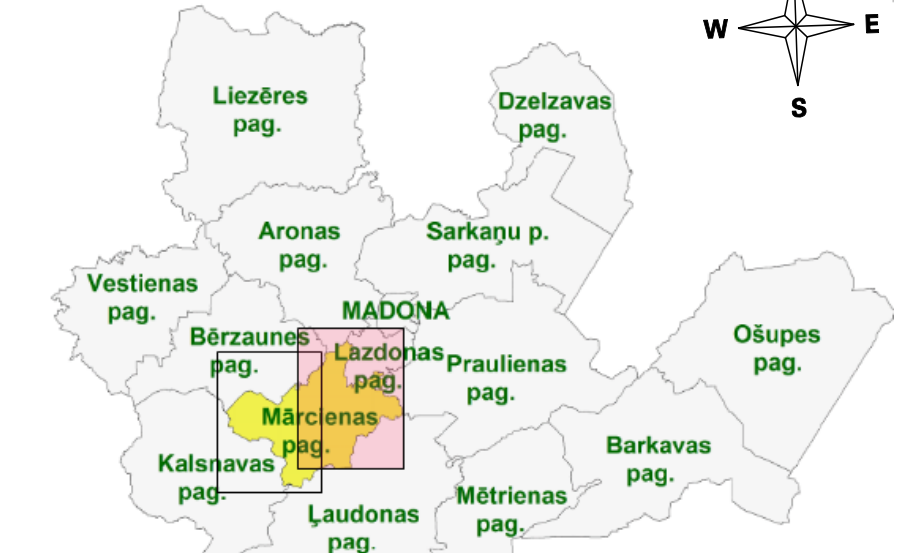 W E
S
Liezēres
pag.
Dzelzavas
pag.
Aronas
pag.
Sarkaņu p.
pag.
Vestienas
pag.
MADONA
Bērzaunes
pag.
Lazdonas
pag.
Praulienas
pag.
Ošupes
pag.
Mārcienas
pag.
Kalsnavas
pag.
Barkavas
pag.
Mētrienas
pag.
Ļaudonas
pag.